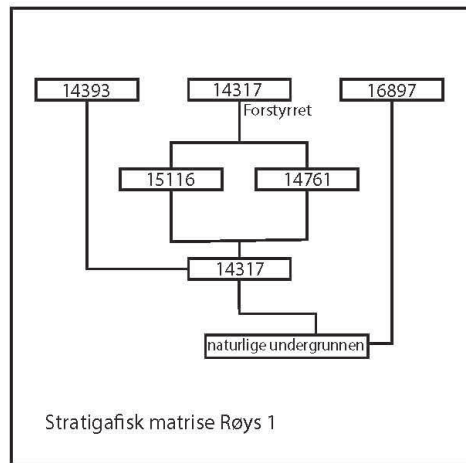 14393 14317 16897
Forstyrret
15116 14761
14317
naturlige undergrunnen
Stratigafisk matrise Røys 1